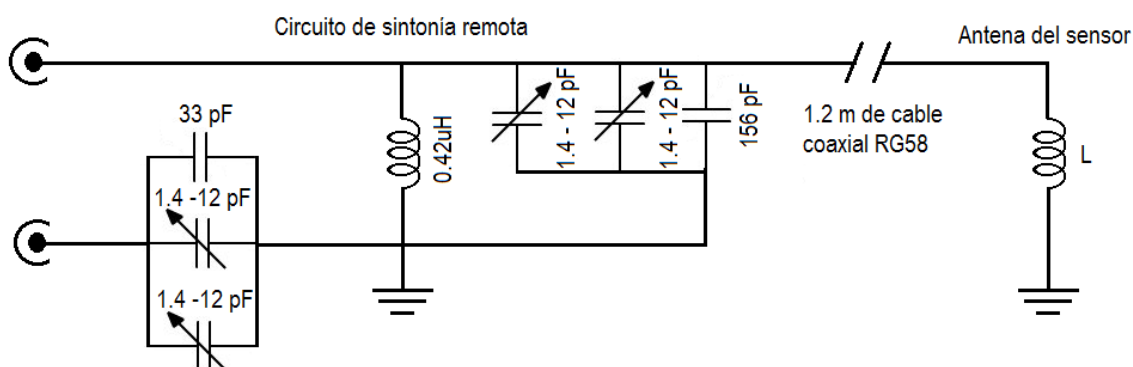 Circuito de sintonía remota
Antena del sensor
33 pF
1.4 -12 pF
1.4 -12 pF
0.42uH
1.4 - 12 pF
1.4 - 12 pF
156 pF
1.2 m de cable
coaxial RG58
L